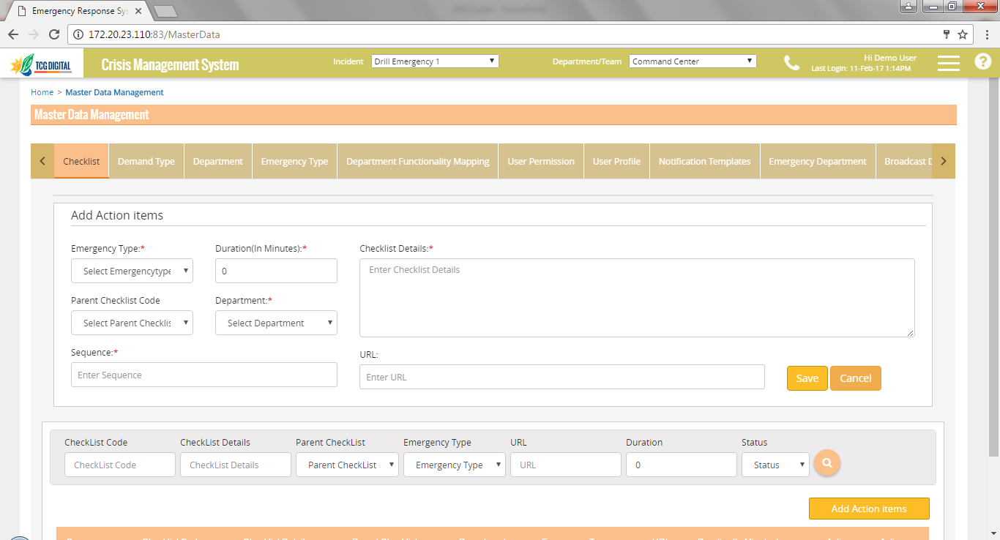 Emergency Response Sys
172.20.23.110:83/MasterData
TCG DIGITAL
Crisis Management System
Incident
Drill Emergency 1
Department/Team
Command Center
Hi Demo User
Last Login: 11-Feb-17 1:14PM
?
Home > Master Data Management
Master Data Management
Checklist
Demand Type
Department
Emergency Type
Department Functionality Mapping
User Permission
User Profile
Notification Templates
Emergency Department
Broadcast D
Add Action items
Emergency Type:*
Duration(In Minutes):*
Checklist Details:*
Select Emergencytype
0
Enter Checklist Details
Parent Checklist Code
Department:*
Select Parent Checklis
Select Department
Sequence:*
URL:
Enter Sequence
Enter URL
Save
Cancel
CheckList Code
CheckList Details
Parent CheckList
Emergency Type
URL
Duration
Status
CheckList Code
CheckList Details
Parent CheckList
Emergency Type
URL
0
Status
Add Action items